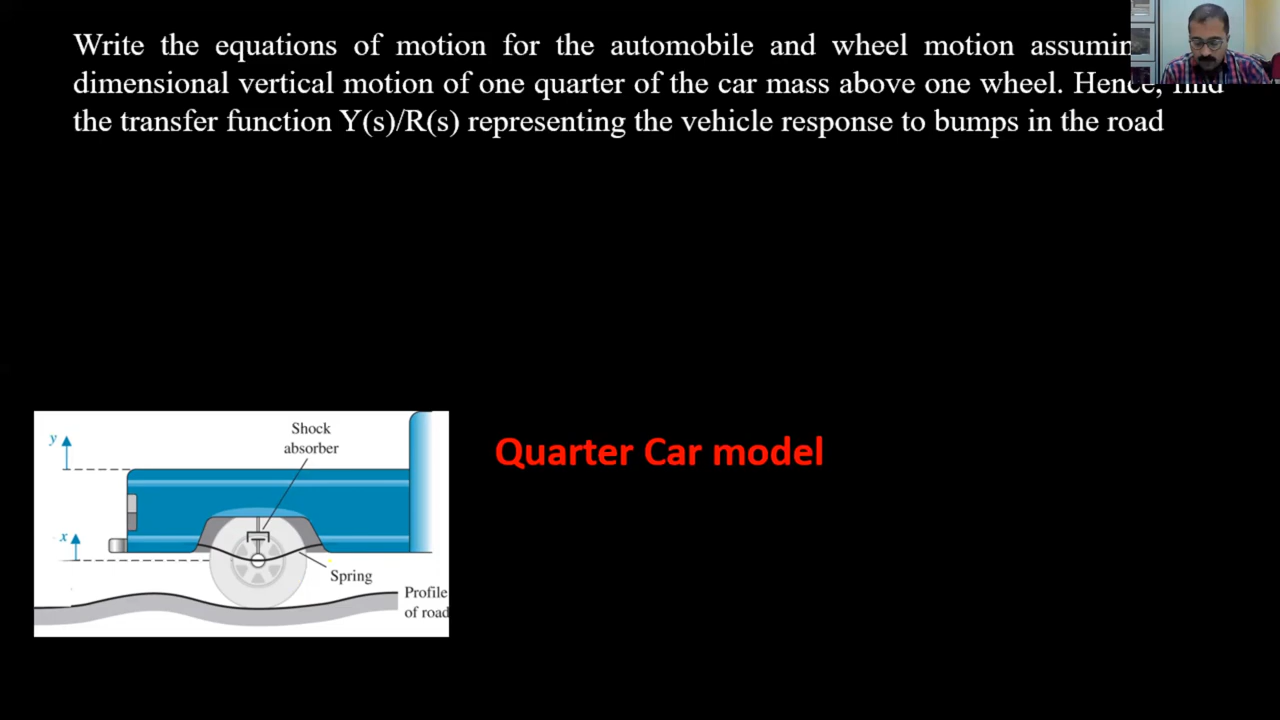 Write the equations of motion for the automobile and wheel motion
dimensional vertical motion of one quarter of the car mass above one wheel. Hence, find
the transfer function Y(s)/R(s) representing the vehicle response to bumps in the road
Shock
absorber
y
Quarter Car model
x
Spring
Profile
of road